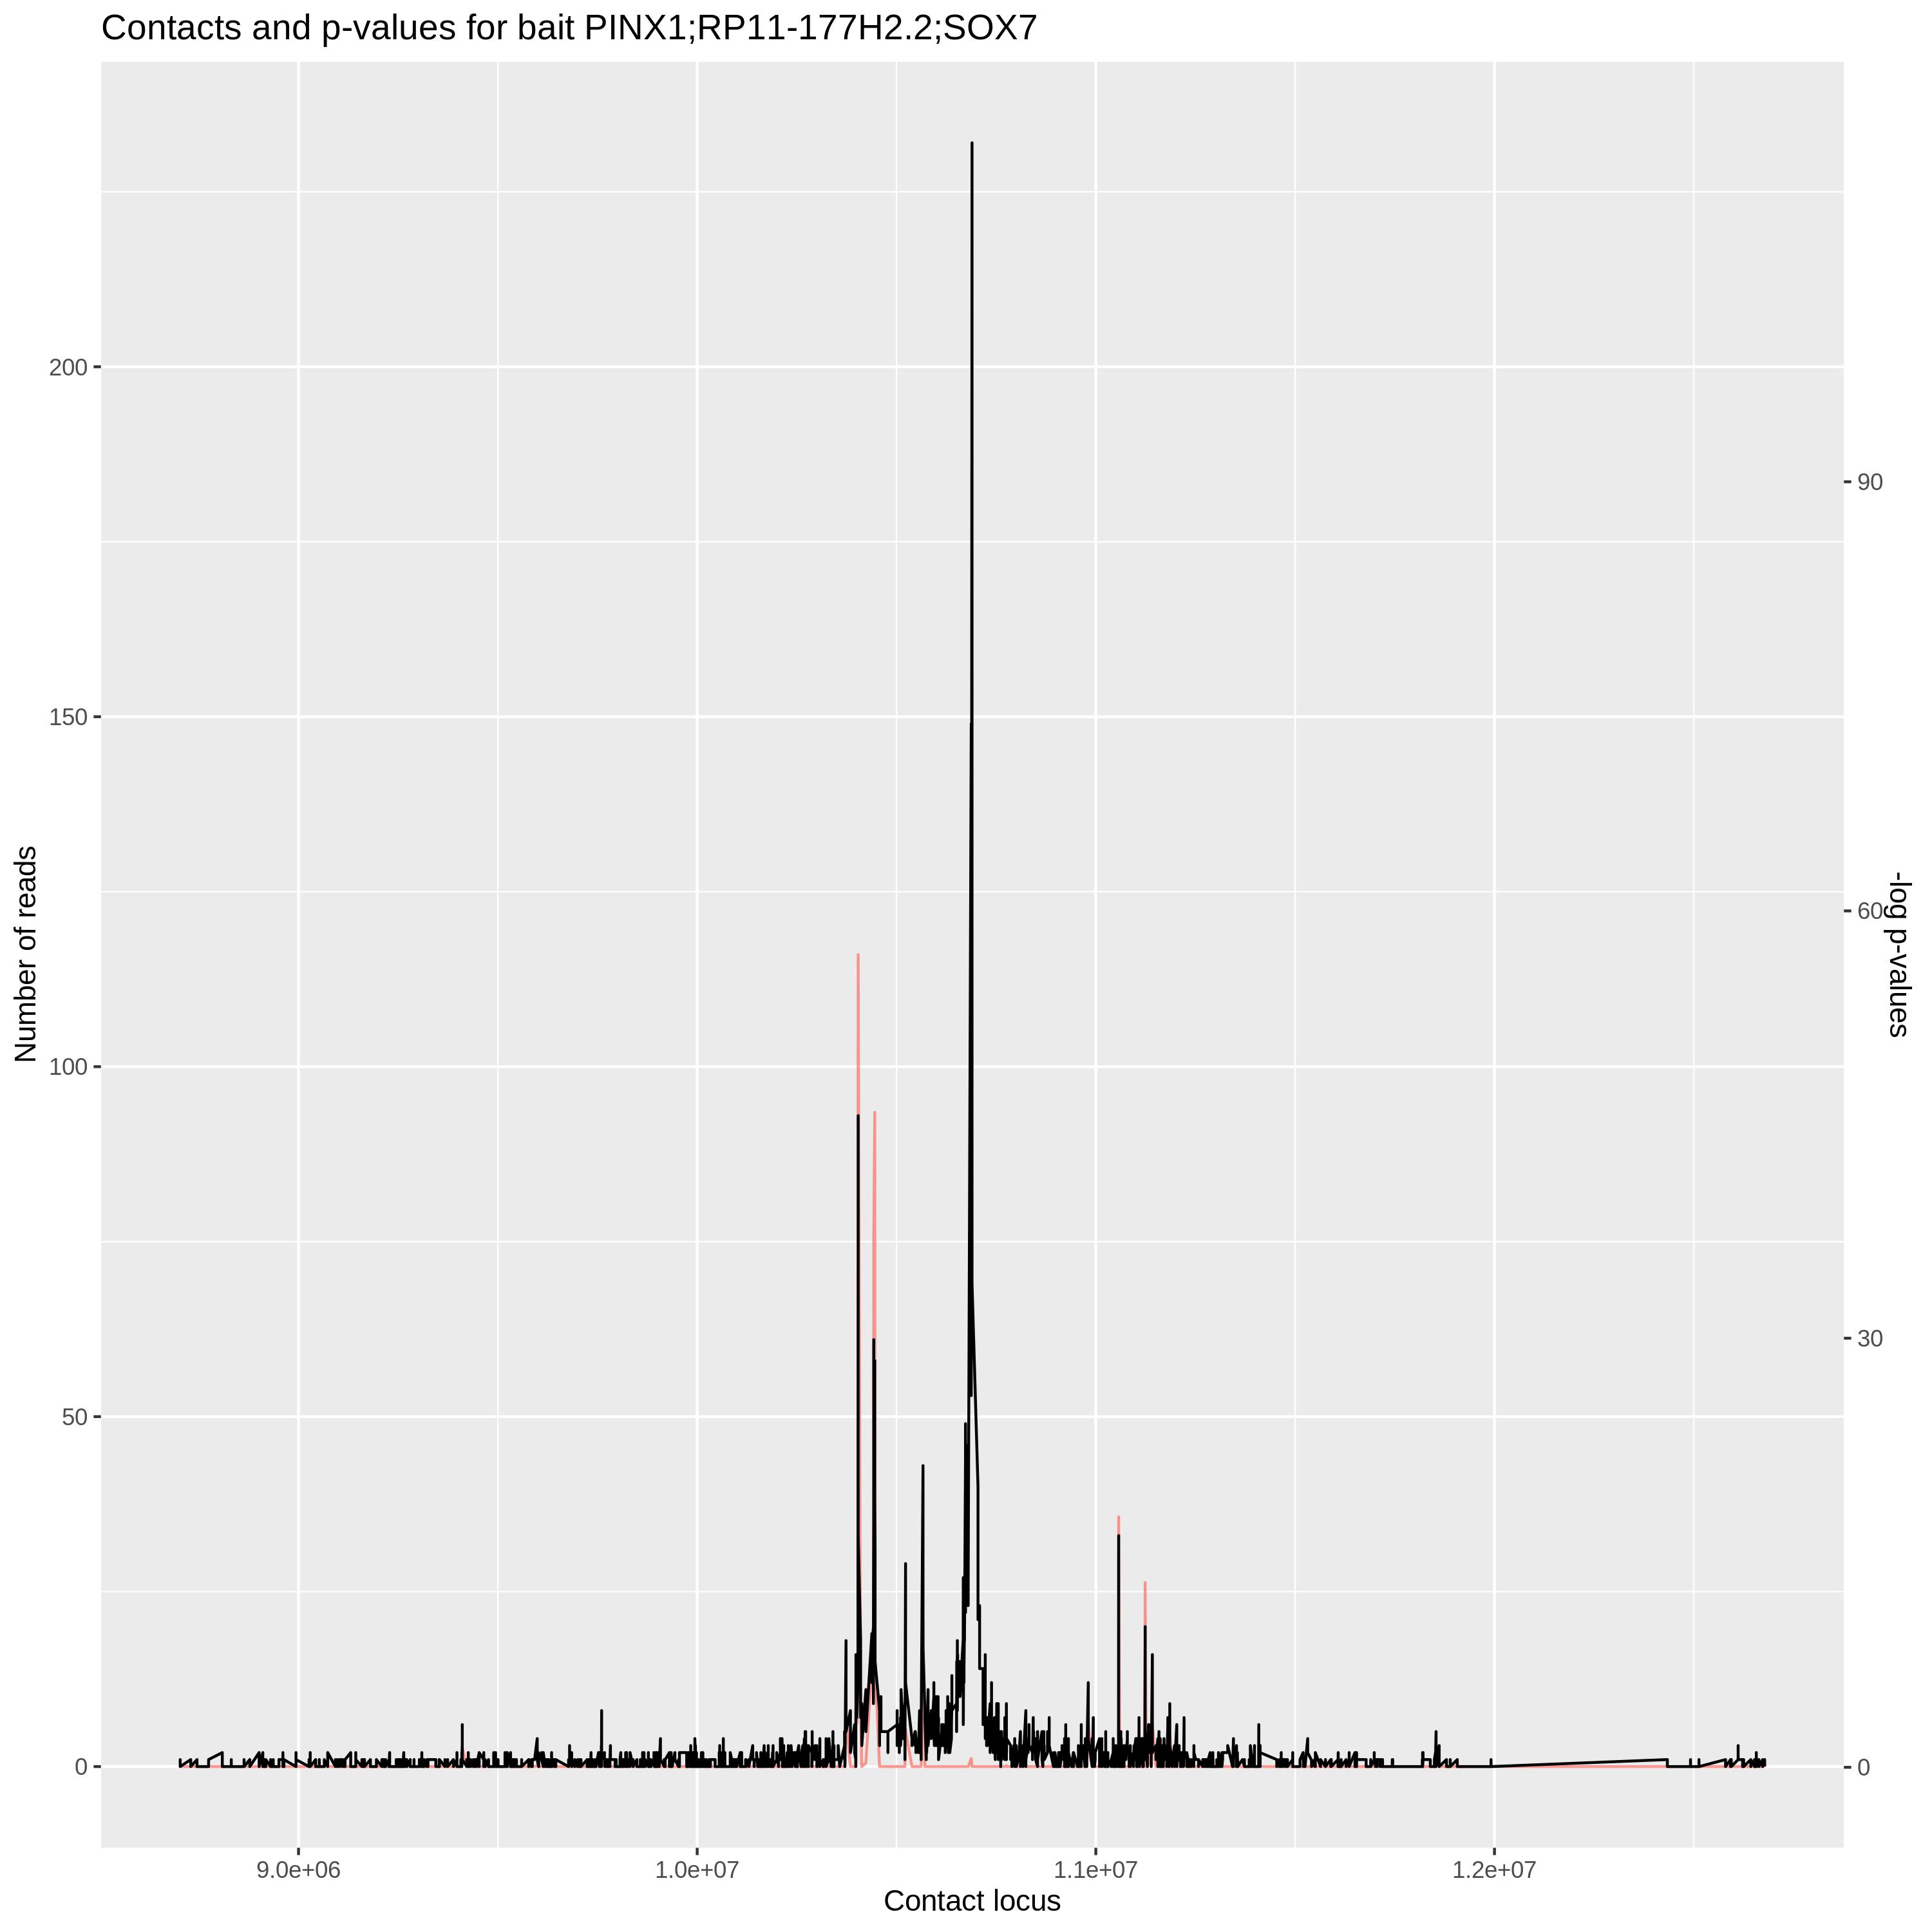 Contacts and p-values for bait PINX1;RP11-177H2.2;SOX7
200
150
100
50
0
Number of reads
90
60
30
0
-log p-values
9.0e+06
1.0e+07
1.1e+07
1.2e+07
Contact locus